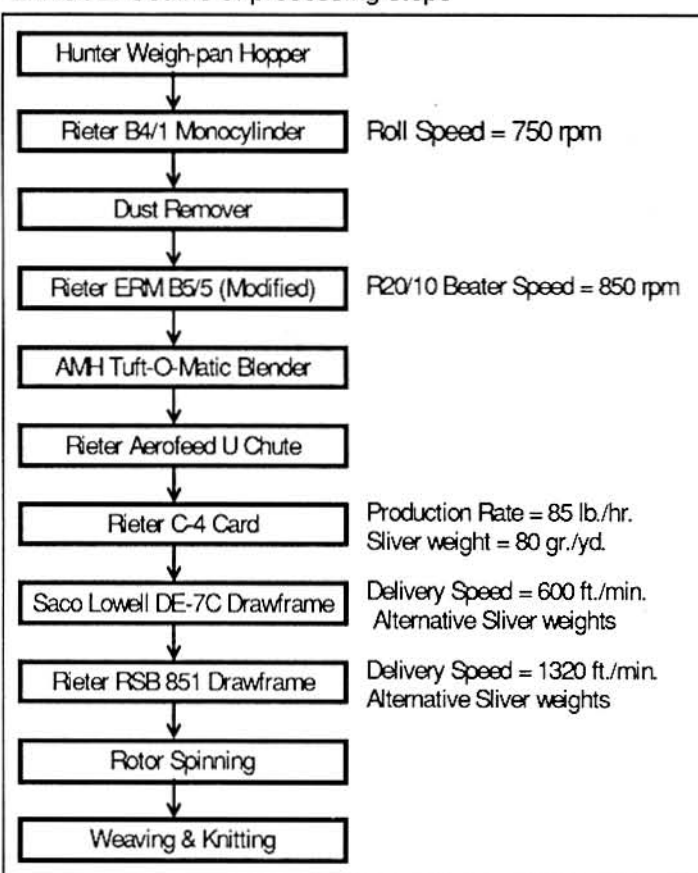 Hunter Weigh-pan Hopper
Rieter B4/1 Monocylinder
Roll Speed = 750 rpm
Dust Remover
Rieter ERM B5/5 (Modified)
R20/10 Beater Speed = 850 rpm
AMH Tuft-O-Matic Blender
Rieter Aerofeed U Chute
Rieter C-4 Card
Production Rate = 85 lb./hr.
Sliver weight = 80 gr./yd.
Saco Lowell DE-7C Drawframe
Delivery Speed = 600 ft./min.
Alternative Sliver weights
Rieter RSB 851 Drawframe
Delivery Speed = 1320 ft./min.
Alternative Sliver weights
Rotor Spinning
Weaving & Knitting